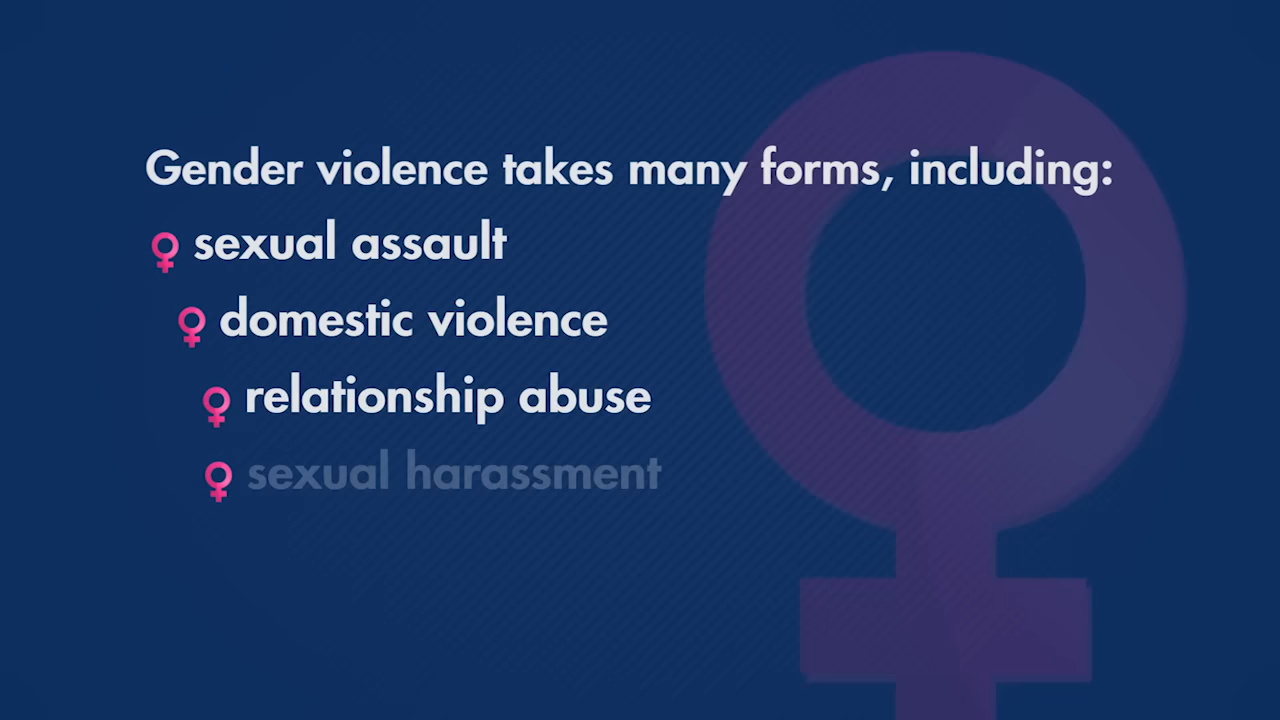 Gender violence takes many forms, including:
sexual assault
domestic violence
relationship abuse
sexual harassment